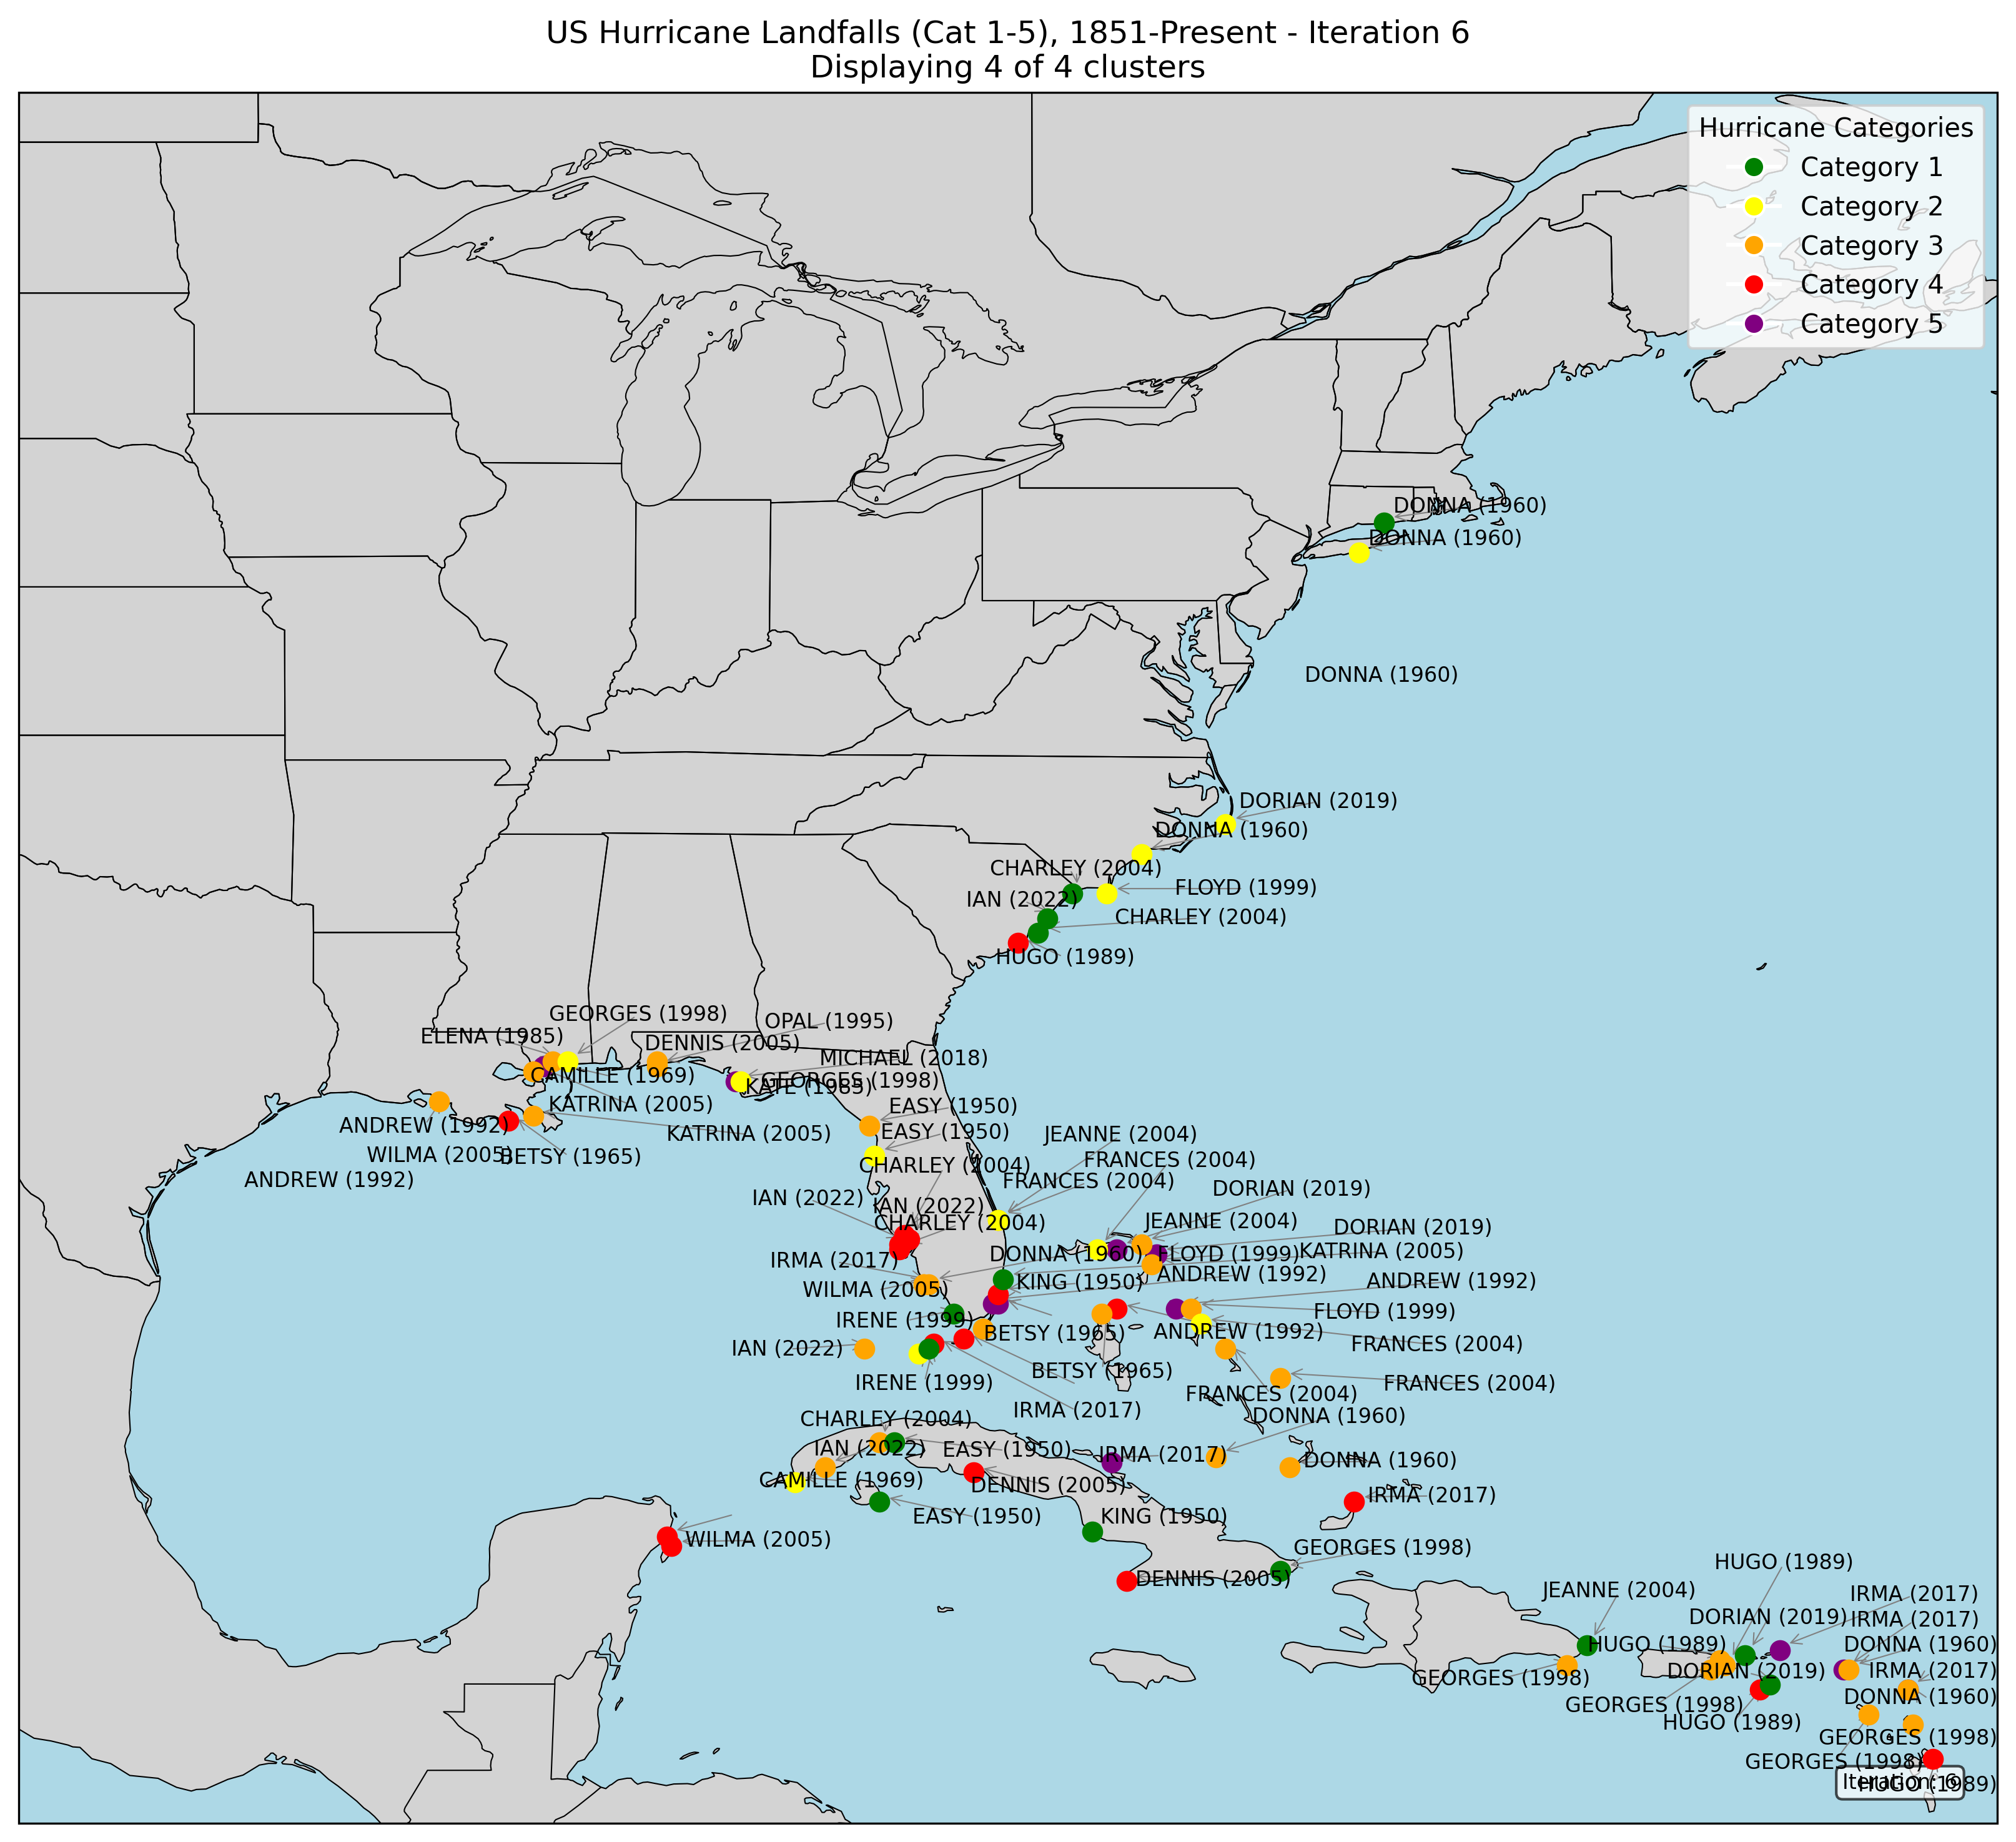 US Hurricane Landfalls (Cat 1-5), 1851-Present - Iteration 6
Displaying 4 of 4 clusters
Hurricane Categories
Category 1
Category 2
Category 3
Category 4
Category 5
DONNA (1960)
DONNA (1960)
DONNA (1960)
DORIAN (2019)
DONNA (1960)
CHARLEY (2004)
FLOYD (1999)
IAN (2022)
CHARLEY (2004)
HUGO (1989)
GEORGES (1998)
OPAL (1995)
ELENA (1985)
DENNIS (2005)
MICHAEL (2018)
CAMILLE (1969)
GEORGES (1998)
KATE (1985)
KATRINA (2005)
EASY (1950)
ANDREW (1992)
KATRINA (2005)
EASY (1950)
JEANNE (2004)
WILMA (2005)
BETSY (1965)
FRANCES (2004)
CHARLEY (2004)
ANDREW (1992)
FRANCES (2004)
DORIAN (2019)
IAN (2022)
IAN (2022)
CHARLEY (2004)
JEANNE (2004)
DORIAN (2019)
DONNA (1960)
FLOYD (1999)
KATRINA (2005)
IRMA (2017)
KING (1950)
ANDREW (1992)
ANDREW (1992)
WILMA (2005)
FLOYD (1999)
IRENE (1999)
BETSY (1965)
ANDREW (1992)
FRANCES (2004)
IAN (2022)
BETSY (1965)
IRENE (1999)
FRANCES (2004)
FRANCES (2004)
IRMA (2017)
CHARLEY (2004)
DONNA (1960)
IAN (2022)
EASY (1950)
IRMA (2017)
DONNA (1960)
CAMILLE (1969)
DENNIS (2005)
IRMA (2017)
EASY (1950)
KING (1950)
WILMA (2005)
GEORGES (1998)
HUGO (1989)
DENNIS (2005)
JEANNE (2004)
IRMA (2017)
DORIAN (2019)
IRMA (2017)
HUGO (1989)
DONNA (1960)
GEORGES (1998)
DORIAN (2019)
IRMA (2017)
GEORGES (1998)
DONNA (1960)
HUGO (1989)
GEORGES (1998)
GEORGES (1998)
HUGO (1989)
Iteration: 6